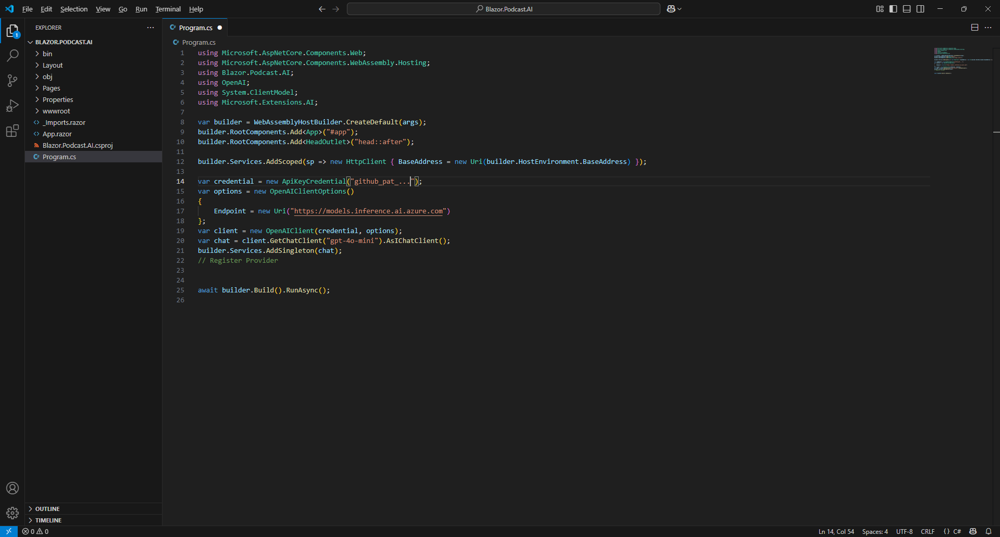 File Edit Selection View Go Run Terminal Help
Blazor.Podcast.AI
EXPLORER
BLAZOR.PODCAST.AI
bin
Layout
obj
Pages
Properties
wwwroot
_Imports.razor
App.razor
Blazor.Podcast.AI.csproj
Program.cs
OUTLINE
TIMELINE
1
Program.cs
Program.cs
1 using Microsoft.AspNetCore.Components.Web;
2 using Microsoft.AspNetCore.Components.WebAssembly.Hosting;
3 using Blazor.Podcast.AI;
4 using OpenAI;
5 using System.ClientModel;
6 using Microsoft.Extensions.AI;
7
8 var builder = WebAssemblyHostBuilder.CreateDefault(args);
9 builder.RootComponents.Add<App>("#app");
10 builder.RootComponents.Add<HeadOutlet>("head::after");
11
12 builder.Services.AddScoped(sp => new HttpClient { BaseAddress = new Uri(builder.HostEnvironment.BaseAddress) });
13
14 var credential = new ApiKeyCredential("github_pat_...");
15 var options = new OpenAIClientOptions()
16 {
17     Endpoint = new Uri("https://models.inference.ai.azure.com")
18 };
19 var client = new OpenAIClient(credential, options);
20 var chat = client.GetChatClient("gpt-4o-mini").AsIChatClient();
21 builder.Services.AddSingleton(chat);
22 // Register Provider
23
24
25 await builder.Build().RunAsync();
26
0 0
Ln 14, Col 54 Spaces: 4 UTF-8 CRLF {} C#